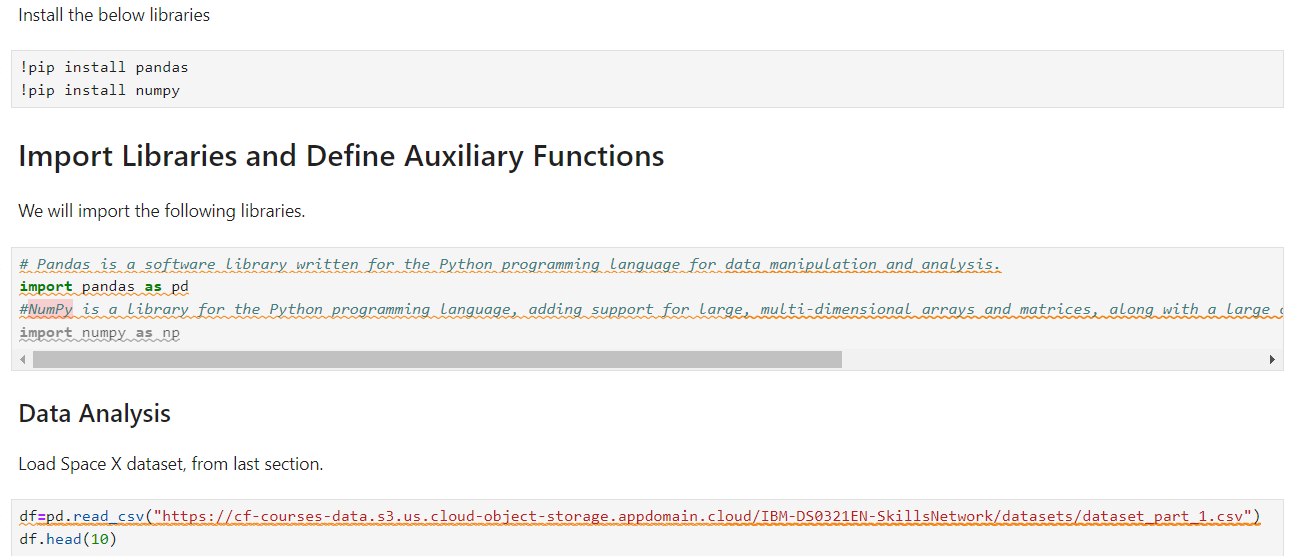 Install the below libraries
!pip install pandas
!pip install numpy
Import Libraries and Define Auxiliary Functions
We will import the following libraries.
# Pandas is a software library written for the Python programming language for data manipulation and analysis.
import pandas as pd
#NumPy is a library for the Python programming language, adding support for large, multi-dimensional arrays and matrices, along with a large
import numpy as np
Data Analysis
Load Space X dataset, from last section.
df=pd.read_csv("https://cf-courses-data.s3.us.cloud-object-storage.appdomain.cloud/IBM-DS0321EN-SkillsNetwork/datasets/dataset_part_1.csv")
df.head(10)